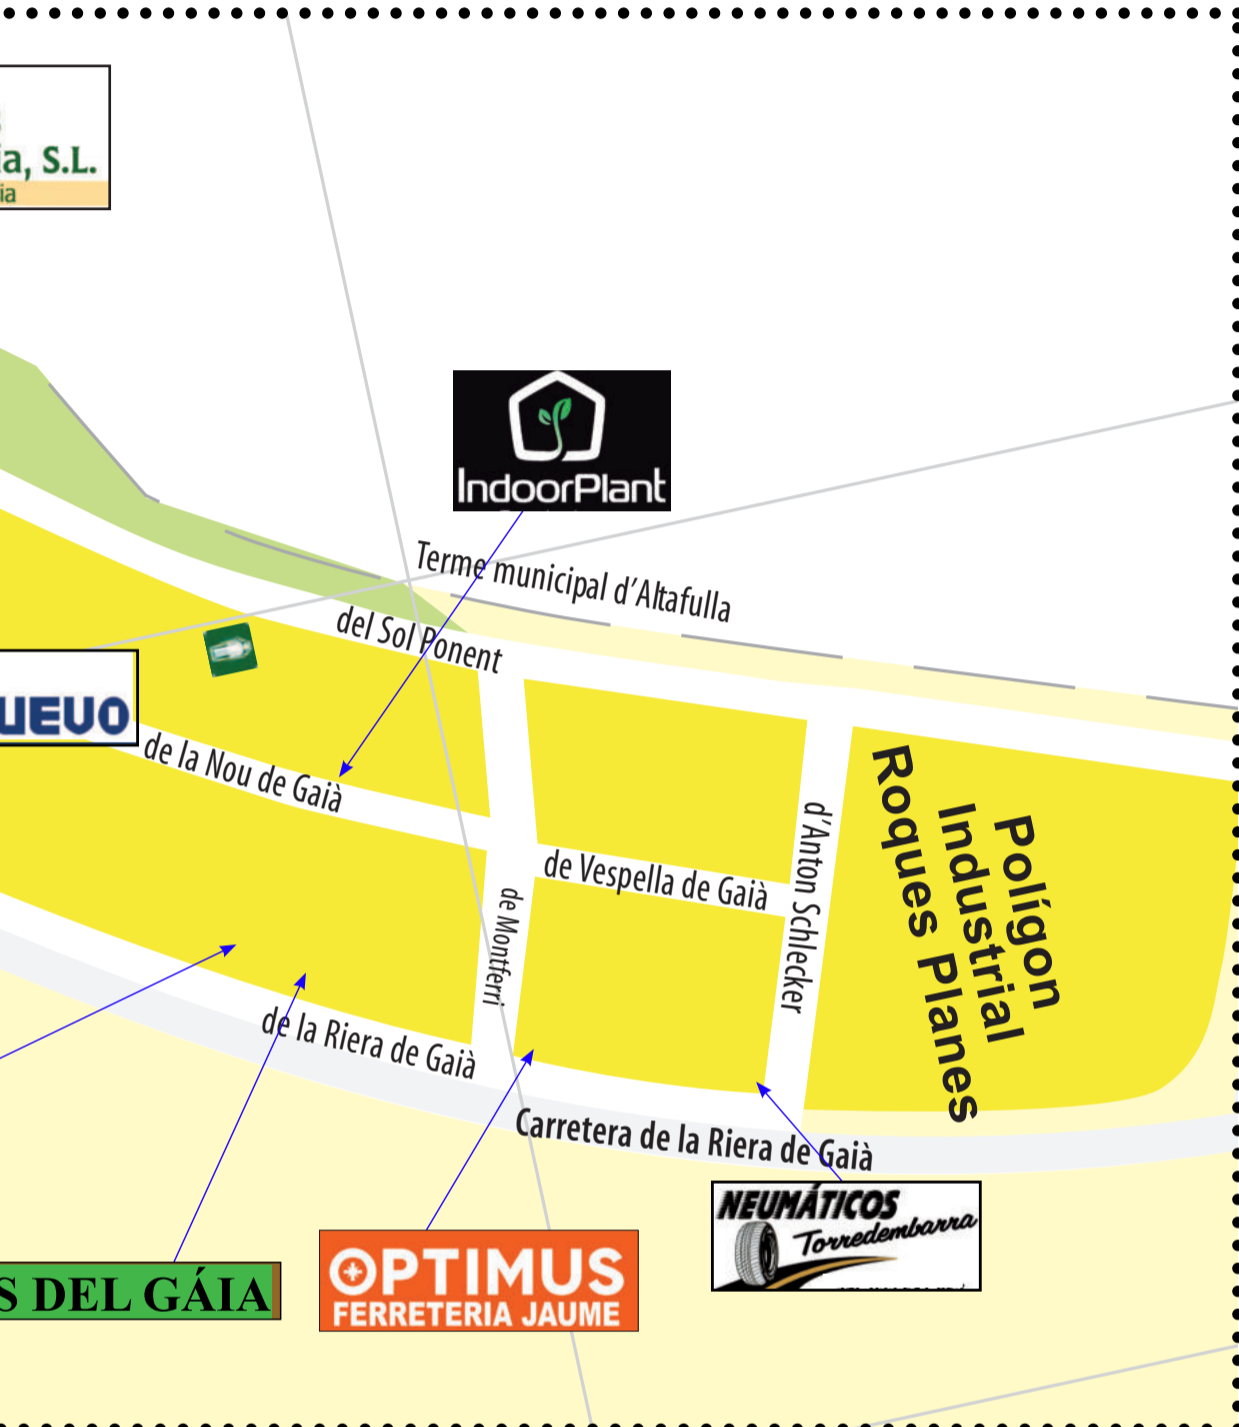 ia, S.L.
ia
IndoorPlant
Terme municipal d'Altafulla
del Sol Ponent
UEVO
de la Nou de Gaià
de Vespella de Gaià
d'Anton Schlecker
de Montferri
Polígon
Industrial
Roques Planes
de la Riera de Gaià
Carretera de la Riera de Gaià
NEUMÁTICOS
Torredembarra
S DEL GÁIA
OPTIMUS
FERRETERIA JAUME